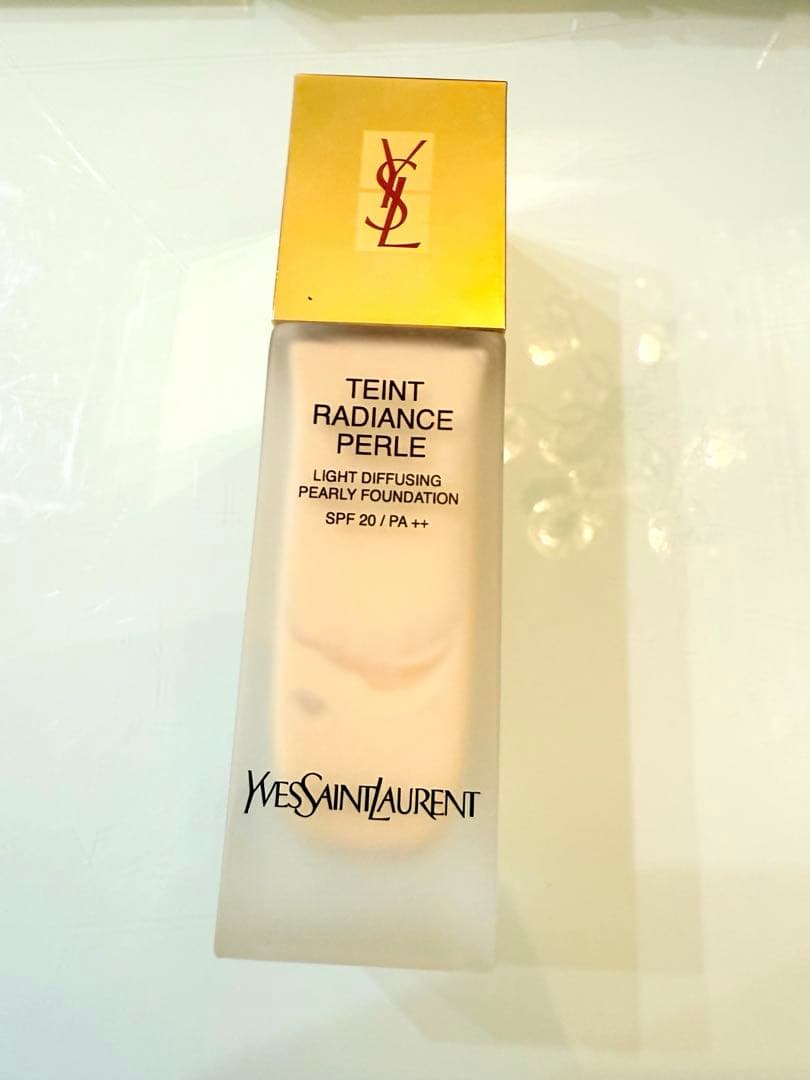 YSL
TEINT
RADIANCE
PERLE
LIGHT DIFFUSING
PEARLY FOUNDATION
SPF 20 / PA ++
YVESSAINTLAURENT